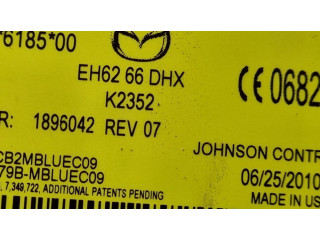 6185*00
EH62 66 DHX
K2352
CE 0682
R: 1896042 REV 07
JOHNSON CONTR
CB2MBLUEC09
79B-MBLUEC09
06/25/2010
7,349,722, ADDITIONAL PATENTS PENDING
MADE IN US